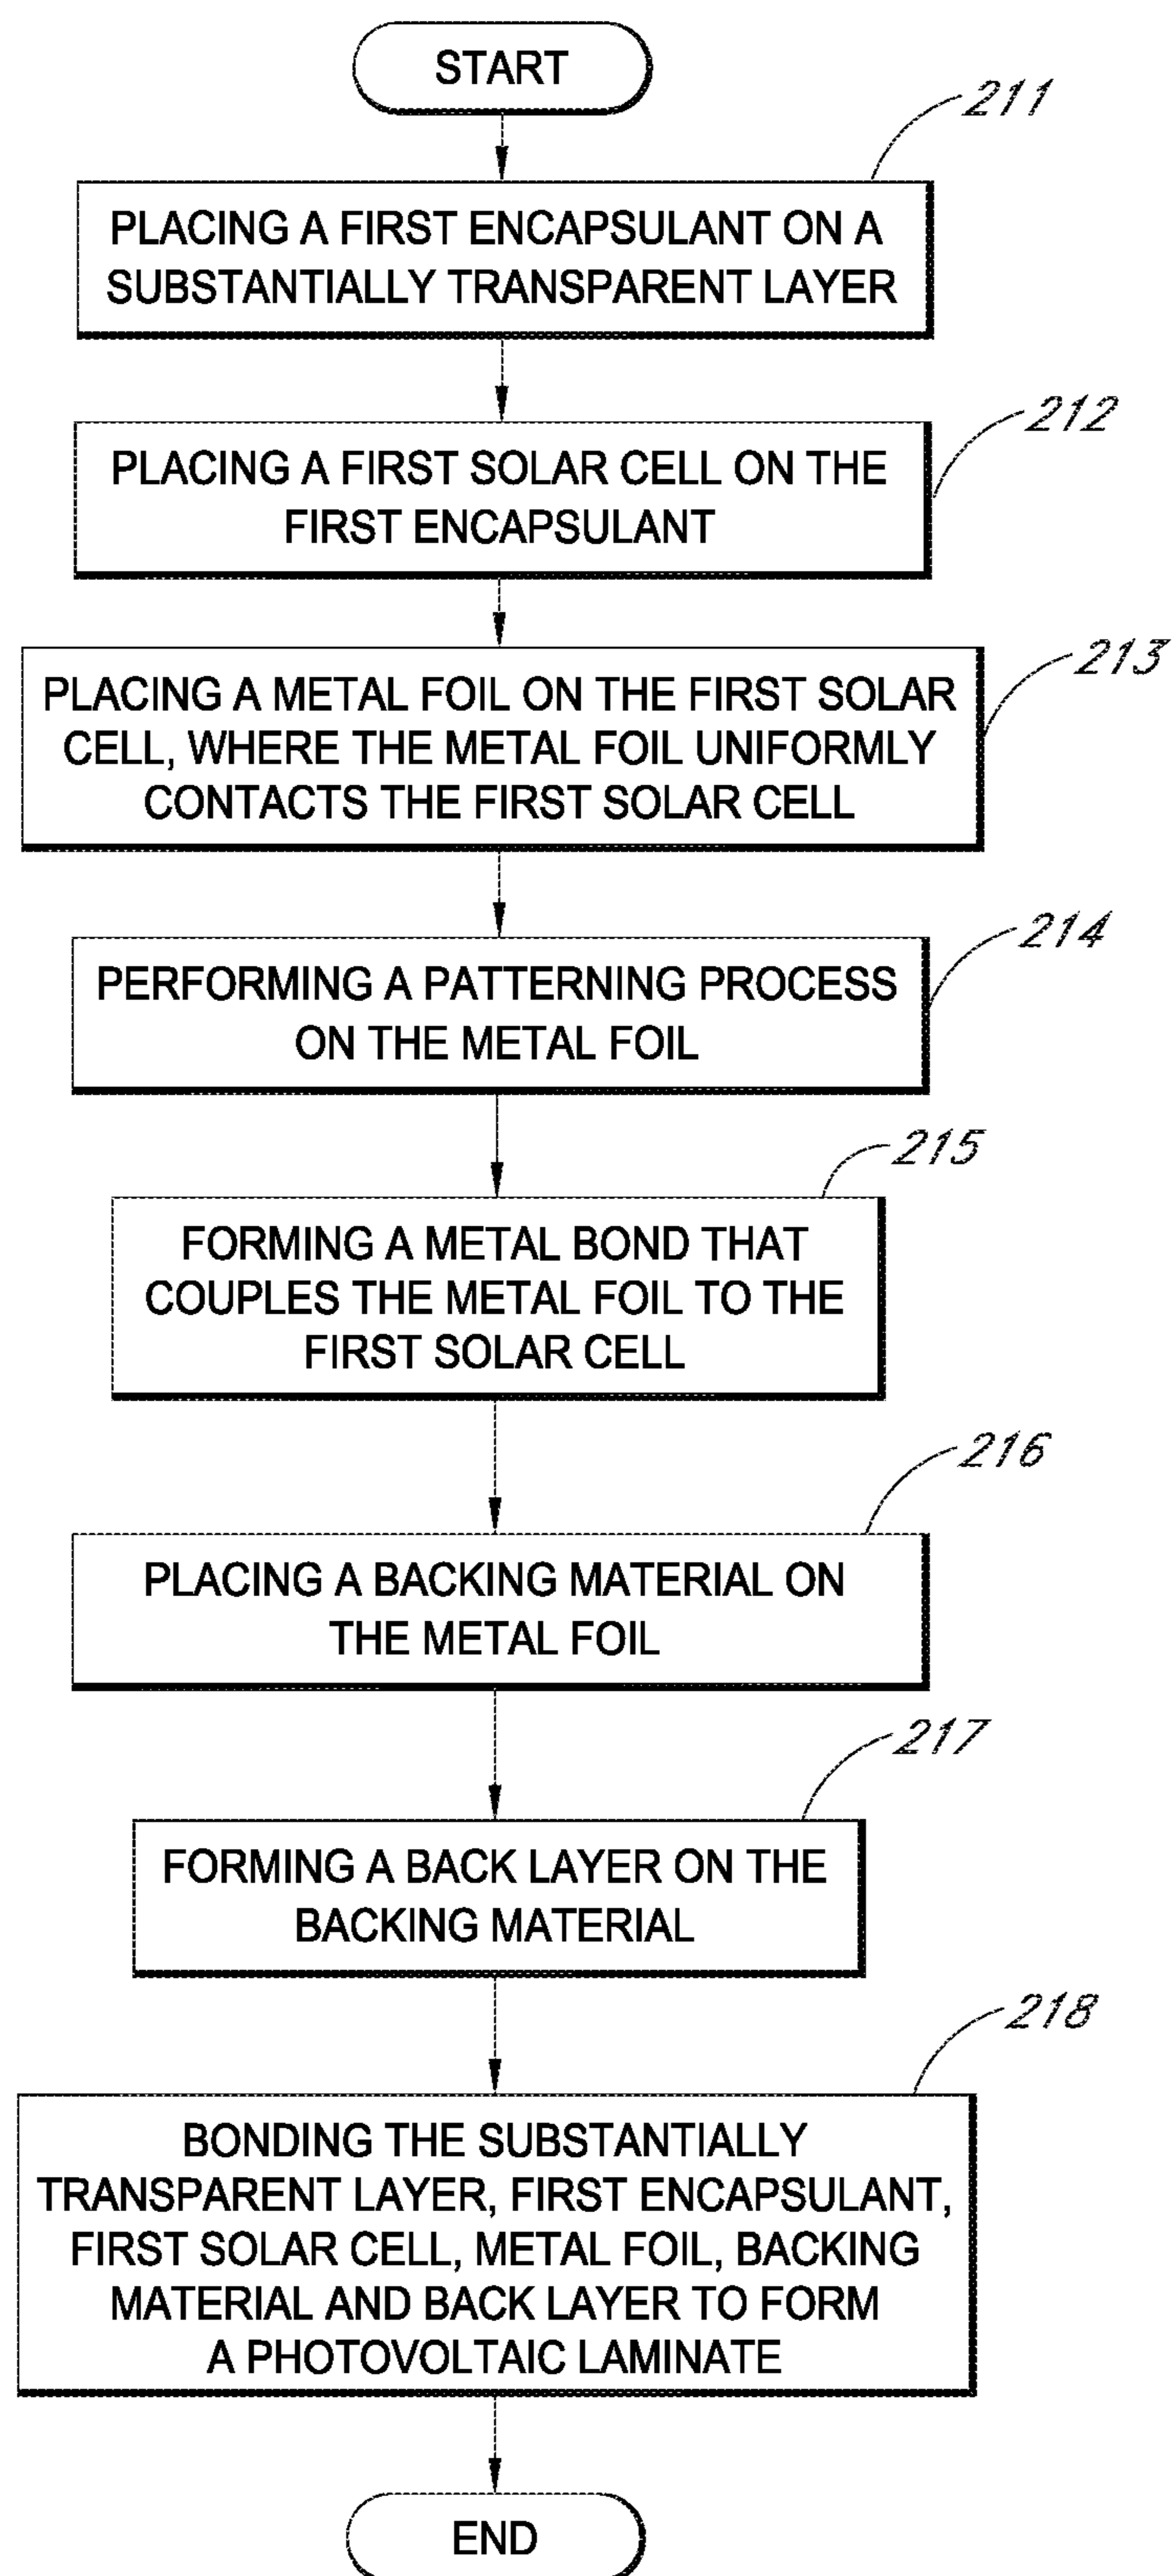 START
211
PLACING A FIRST ENCAPSULANT ON A
SUBSTANTIALLY TRANSPARENT LAYER
212
PLACING A FIRST SOLAR CELL ON THE
FIRST ENCAPSULANT
213
PLACING A METAL FOIL ON THE FIRST SOLAR
CELL, WHERE THE METAL FOIL UNIFORMLY
CONTACTS THE FIRST SOLAR CELL
214
PERFORMING A PATTERNING PROCESS
ON THE METAL FOIL
215
FORMING A METAL BOND THAT
COUPLES THE METAL FOIL TO THE
FIRST SOLAR CELL
216
PLACING A BACKING MATERIAL ON
THE METAL FOIL
217
FORMING A BACK LAYER ON THE
BACKING MATERIAL
218
BONDING THE SUBSTANTIALLY
TRANSPARENT LAYER, FIRST ENCAPSULANT,
FIRST SOLAR CELL, METAL FOIL, BACKING
MATERIAL AND BACK LAYER TO FORM
A PHOTOVOLTAIC LAMINATE
END